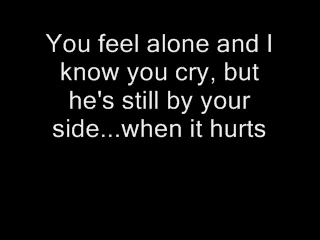 You feel alone and I
know you cry, but
he's still by your
side...when it hurts